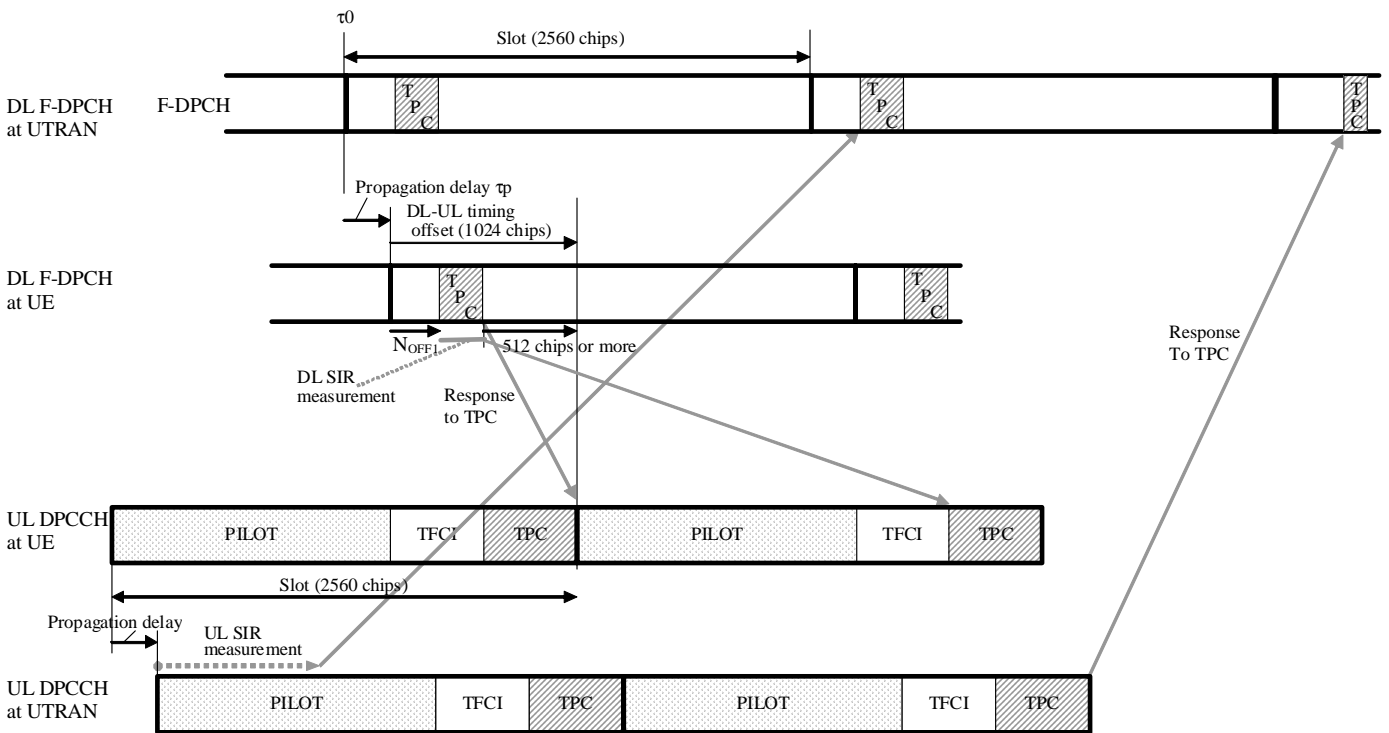 τ0
Slot (2560 chips)
DL F-DPCH
at UTRAN
F-DPCH
T
P
C
T
P
C
T
P
C
Propagation delay τp
DL-UL timing
offset (1024 chips)
DL F-DPCH
at UE
T
P
C
T
P
C
NOFF1
512 chips or more
DL SIR
measurement
Response
to TPC
Response
To TPC
UL DPCCH
at UE
PILOT
TFCI
TPC
PILOT
TFCI
TPC
Slot (2560 chips)
Propagation delay
UL SIR
measurement
UL DPCCH
at UTRAN
PILOT
TFCI
TPC
PILOT
TFCI
TPC